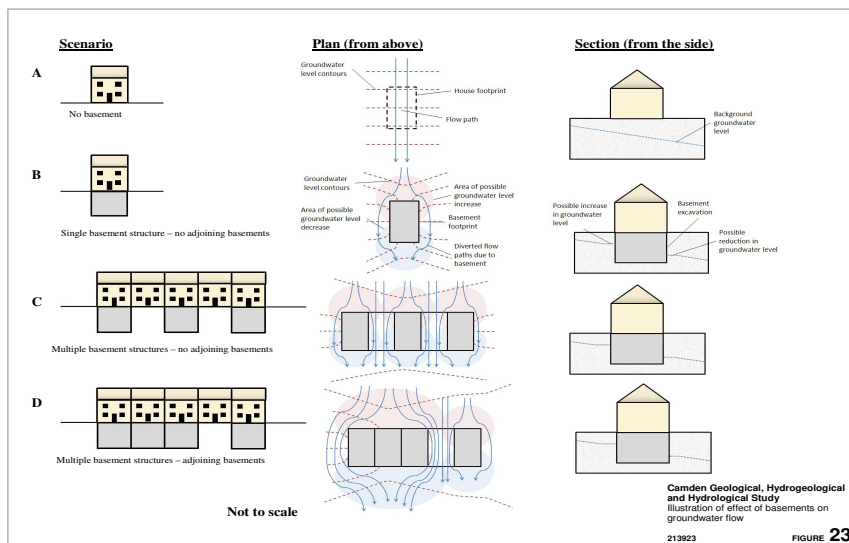 Scenario
Plan (from above)
Section (from the side)
A
No basement
Groundwater
level contours
House footprint
Flow path
Background
groundwater
level
B
Single basement structure – no adjoining basements
Groundwater
level contours
Area of possible
groundwater level
decrease
Area of possible
groundwater level
increase
Basement
footprint
Diverted flow
paths due to
basement
Possible increase
in groundwater
level
Basement
excavation
Possible
reduction in
groundwater level
C
Multiple basement structures – no adjoining basements
D
Multiple basement structures – adjoining basements
Not to scale
Camden Geological, Hydrogeological
and Hydrological Study
Illustration of effect of basements on
groundwater flow
213923
FIGURE 23